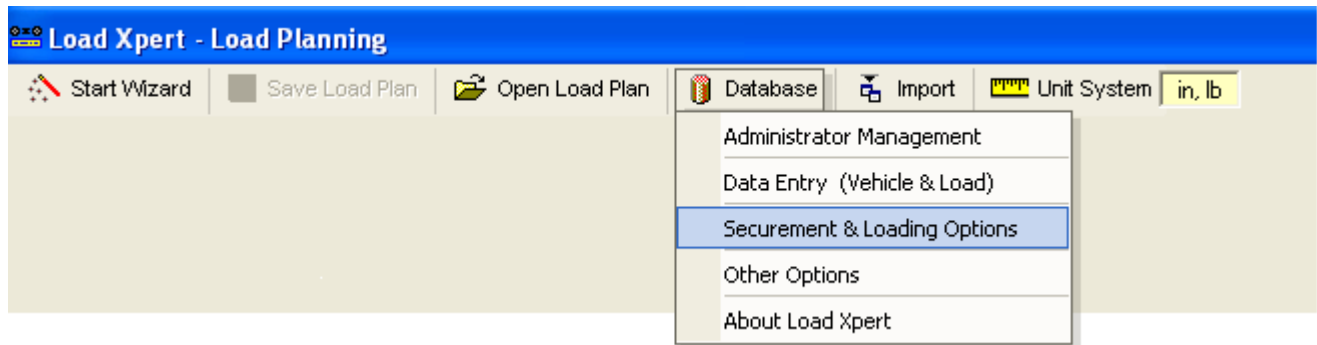 Load Xpert - Load Planning
Start Wizard Save Load Plan Open Load Plan Database Import Unit System in, lb
Administrator Management
Data Entry (Vehicle & Load)
Securement & Loading Options
Other Options
About Load Xpert